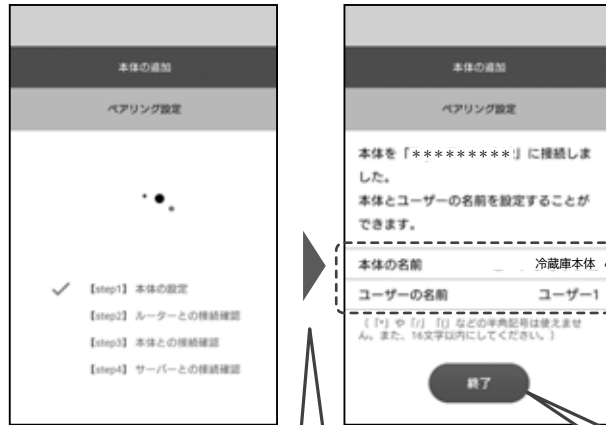 本体の追加
ペアリング設定
【step1】 本体の設定
【step2】 ルーターとの接続確認
【step3】 本体との接続確認
【step4】 サーバーとの接続確認
本体の追加
ペアリング設定
本体を「*********」に接続しま
した。
本体とユーザーの名前を設定することが
できます。
本体の名前 冷蔵庫本体
ユーザーの名前 ユーザー1
（「*」や「/」「(」などの半角記号は使えませ
ん。また、16文字以内にしてください。）
終了